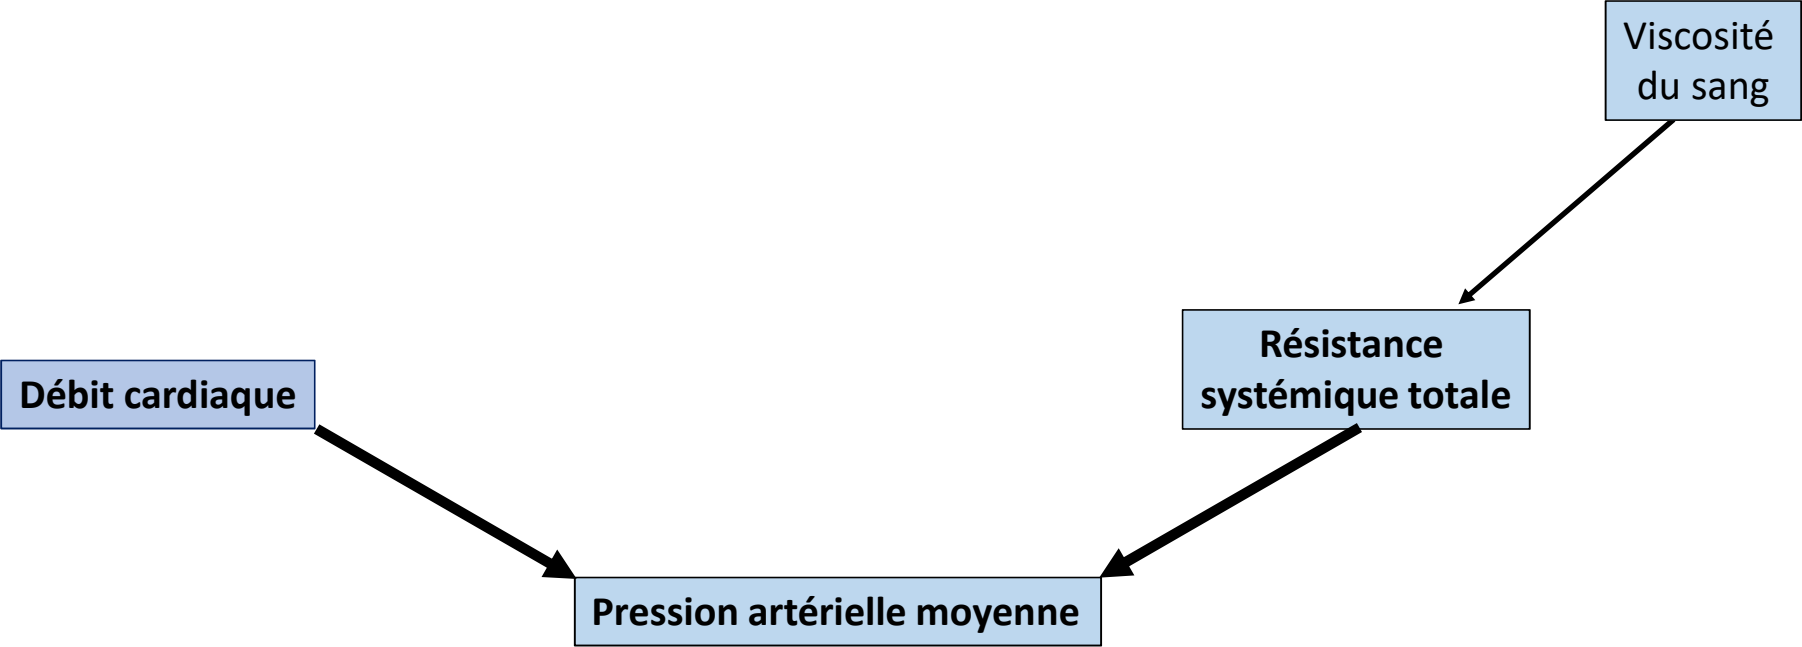 Viscosité
du sang
Résistance
systémique totale
Débit cardiaque
Pression artérielle moyenne